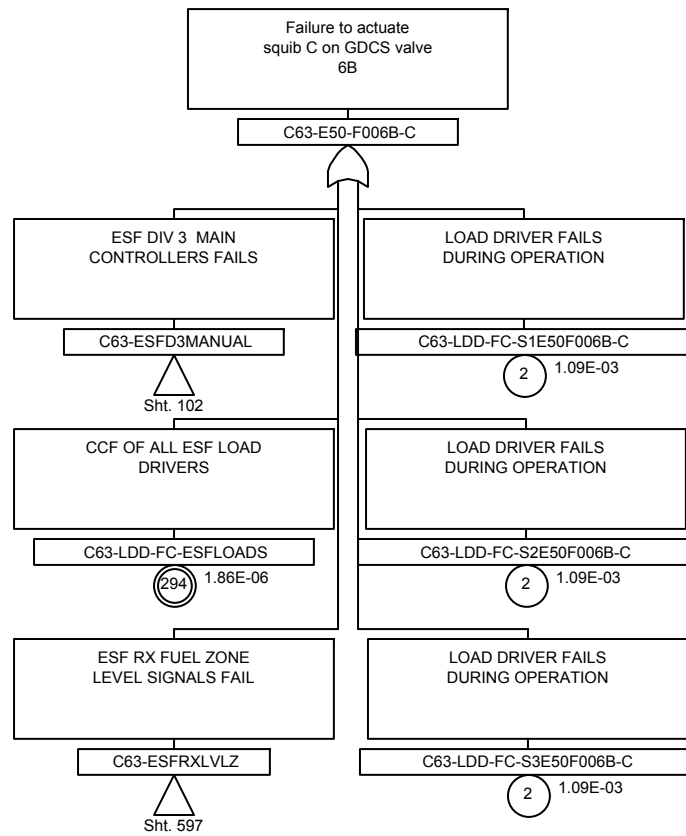 Failure to actuate
squib C on GDCS valve
6B
C63-E50-F006B-C
ESF DIV 3 MAIN
CONTROLLERS FAILS
C63-ESFD3MANUAL
Sht. 102
LOAD DRIVER FAILS
DURING OPERATION
C63-LDD-FC-S1E50F006B-C
2
1.09E-03
CCF OF ALL ESF LOAD
DRIVERS
C63-LDD-FC-ESFLOADS
294
1.86E-06
LOAD DRIVER FAILS
DURING OPERATION
C63-LDD-FC-S2E50F006B-C
2
1.09E-03
ESF RX FUEL ZONE
LEVEL SIGNALS FAIL
C63-ESFRXLVLZ
Sht. 597
LOAD DRIVER FAILS
DURING OPERATION
C63-LDD-FC-S3E50F006B-C
2
1.09E-03